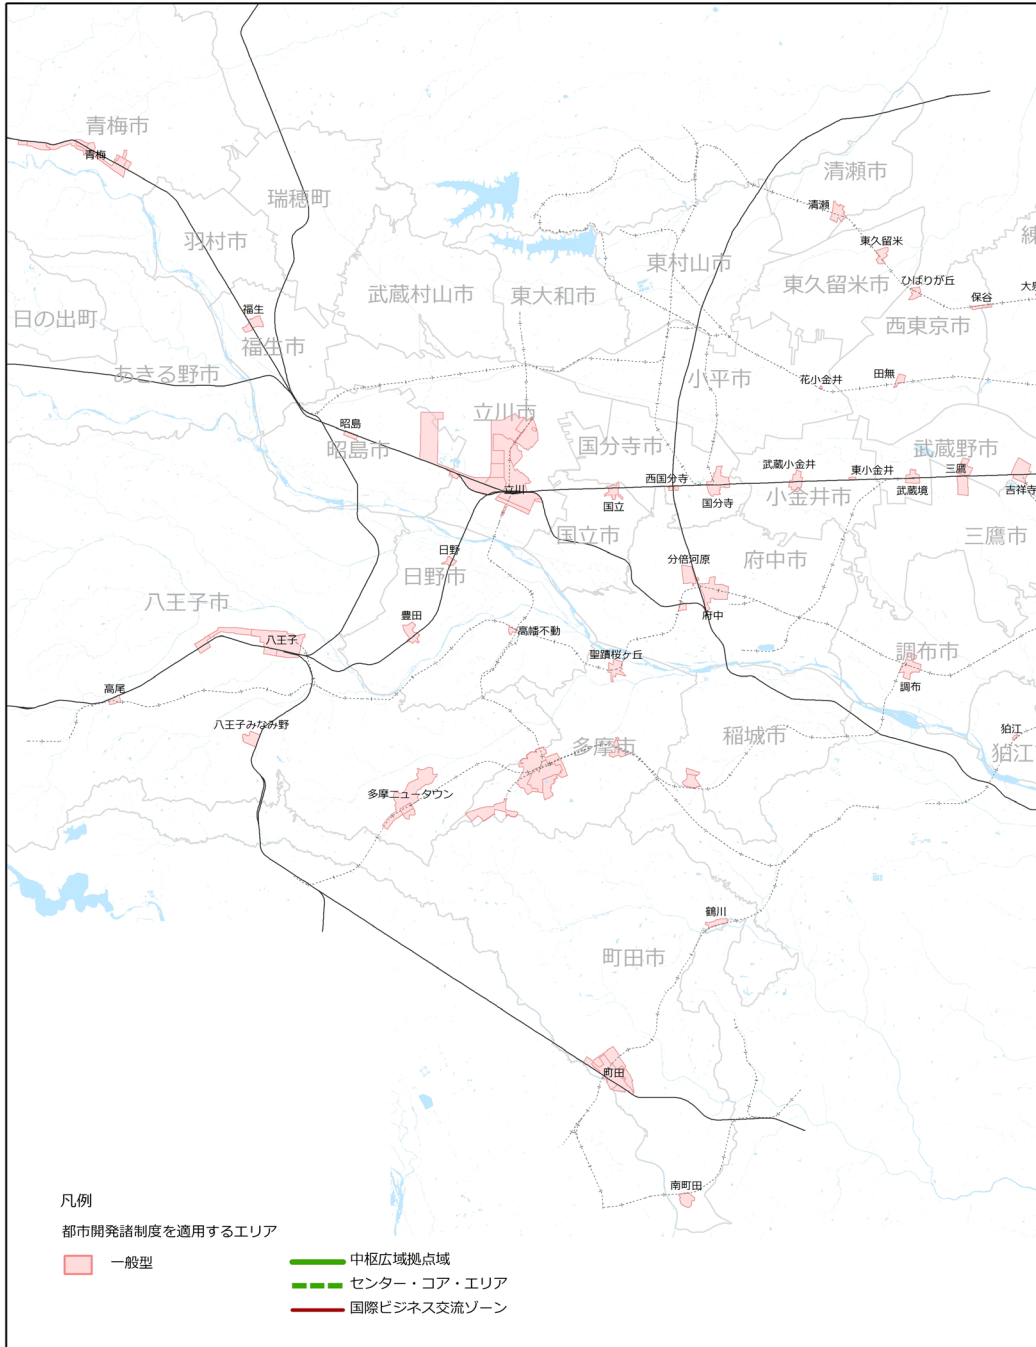 青梅市
青梅
瑞穂町
羽村市
清瀬市
清瀬
東久留米
練
東村山市
東久留米市
ひばりが丘
保谷
大泉
武蔵村山市
東大和市
西東京市
日の出町
福生
福生市
あきる野市
小平市
花小金井
田無
昭島
昭島市
立川市
立川
国分寺市
国立
西国分寺
国分寺
武蔵小金井
小金井市
東小金井
武蔵野市
武蔵境
三鷹
吉祥寺
三鷹市
国立市
日野
日野市
分倍河原
府中市
府中
八王子市
八王子
豊田
高幡不動
聖蹟桜ケ丘
調布市
調布
高尾
八王子みなみ野
多摩市
稲城市
狛江
狛江
多摩ニュータウン
鶴川
町田市
町田
南町田
凡例
都市開発諸制度を適用するエリア
一般型
中枢広域拠点域
センター・コア・エリア
国際ビジネス交流ゾーン